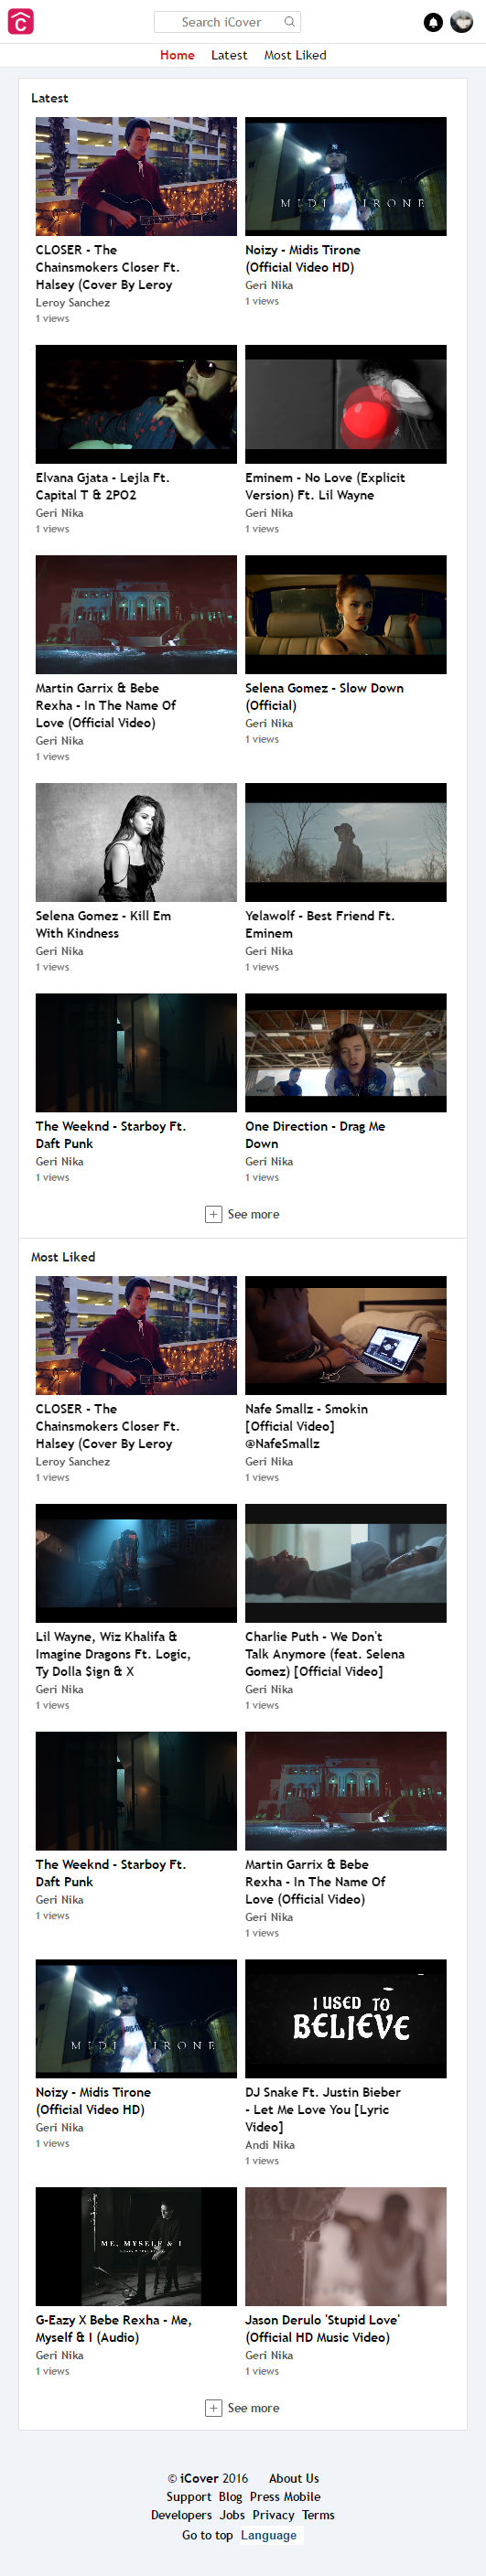 Search iCover
Home Latest Most Liked
Latest
MIDIS TIRONE
CLOSER - The
Chainsmokers Closer Ft.
Halsey (Cover By Leroy
Leroy Sanchez
1 views
Noizy - Midis Tirone
(Official Video HD)
Geri Nika
1 views
Elvana Gjata - Lejla Ft.
Capital T & 2PO2
Geri Nika
1 views
Eminem - No Love (Explicit
Version) Ft. Lil Wayne
Geri Nika
1 views
Martin Garrix & Bebe
Rexha - In The Name Of
Love (Official Video)
Geri Nika
1 views
Selena Gomez - Slow Down
(Official)
Geri Nika
1 views
Selena Gomez - Kill Em
With Kindness
Geri Nika
1 views
Yelawolf - Best Friend Ft.
Eminem
Geri Nika
1 views
The Weeknd - Starboy Ft.
Daft Punk
Geri Nika
1 views
One Direction - Drag Me
Down
Geri Nika
1 views
See more
Most Liked
CLOSER - The
Chainsmokers Closer Ft.
Halsey (Cover By Leroy
Leroy Sanchez
1 views
Nafe Smallz - Smokin
[Official Video]
@NafeSmallz
Geri Nika
1 views
Lil Wayne, Wiz Khalifa &
Imagine Dragons Ft. Logic,
Ty Dolla $ign & X
Geri Nika
1 views
Charlie Puth - We Don't
Talk Anymore (feat. Selena
Gomez) [Official Video]
Geri Nika
1 views
The Weeknd - Starboy Ft.
Daft Punk
Geri Nika
1 views
Martin Garrix & Bebe
Rexha - In The Name Of
Love (Official Video)
Geri Nika
1 views
MIDIS TIRONE
Noizy - Midis Tirone
(Official Video HD)
Geri Nika
1 views
I USED TO
BELIEVE
DJ Snake Ft. Justin Bieber
- Let Me Love You [Lyric
Video]
Andi Nika
1 views
ME, MYSELF & I
G-Eazy X Bebe Rexha - Me,
Myself & I (Audio)
Geri Nika
1 views
Jason Derulo 'Stupid Love'
(Official HD Music Video)
Geri Nika
1 views
See more
© iCover 2016 About Us
Support Blog Press Mobile
Developers Jobs Privacy Terms
Go to top Language